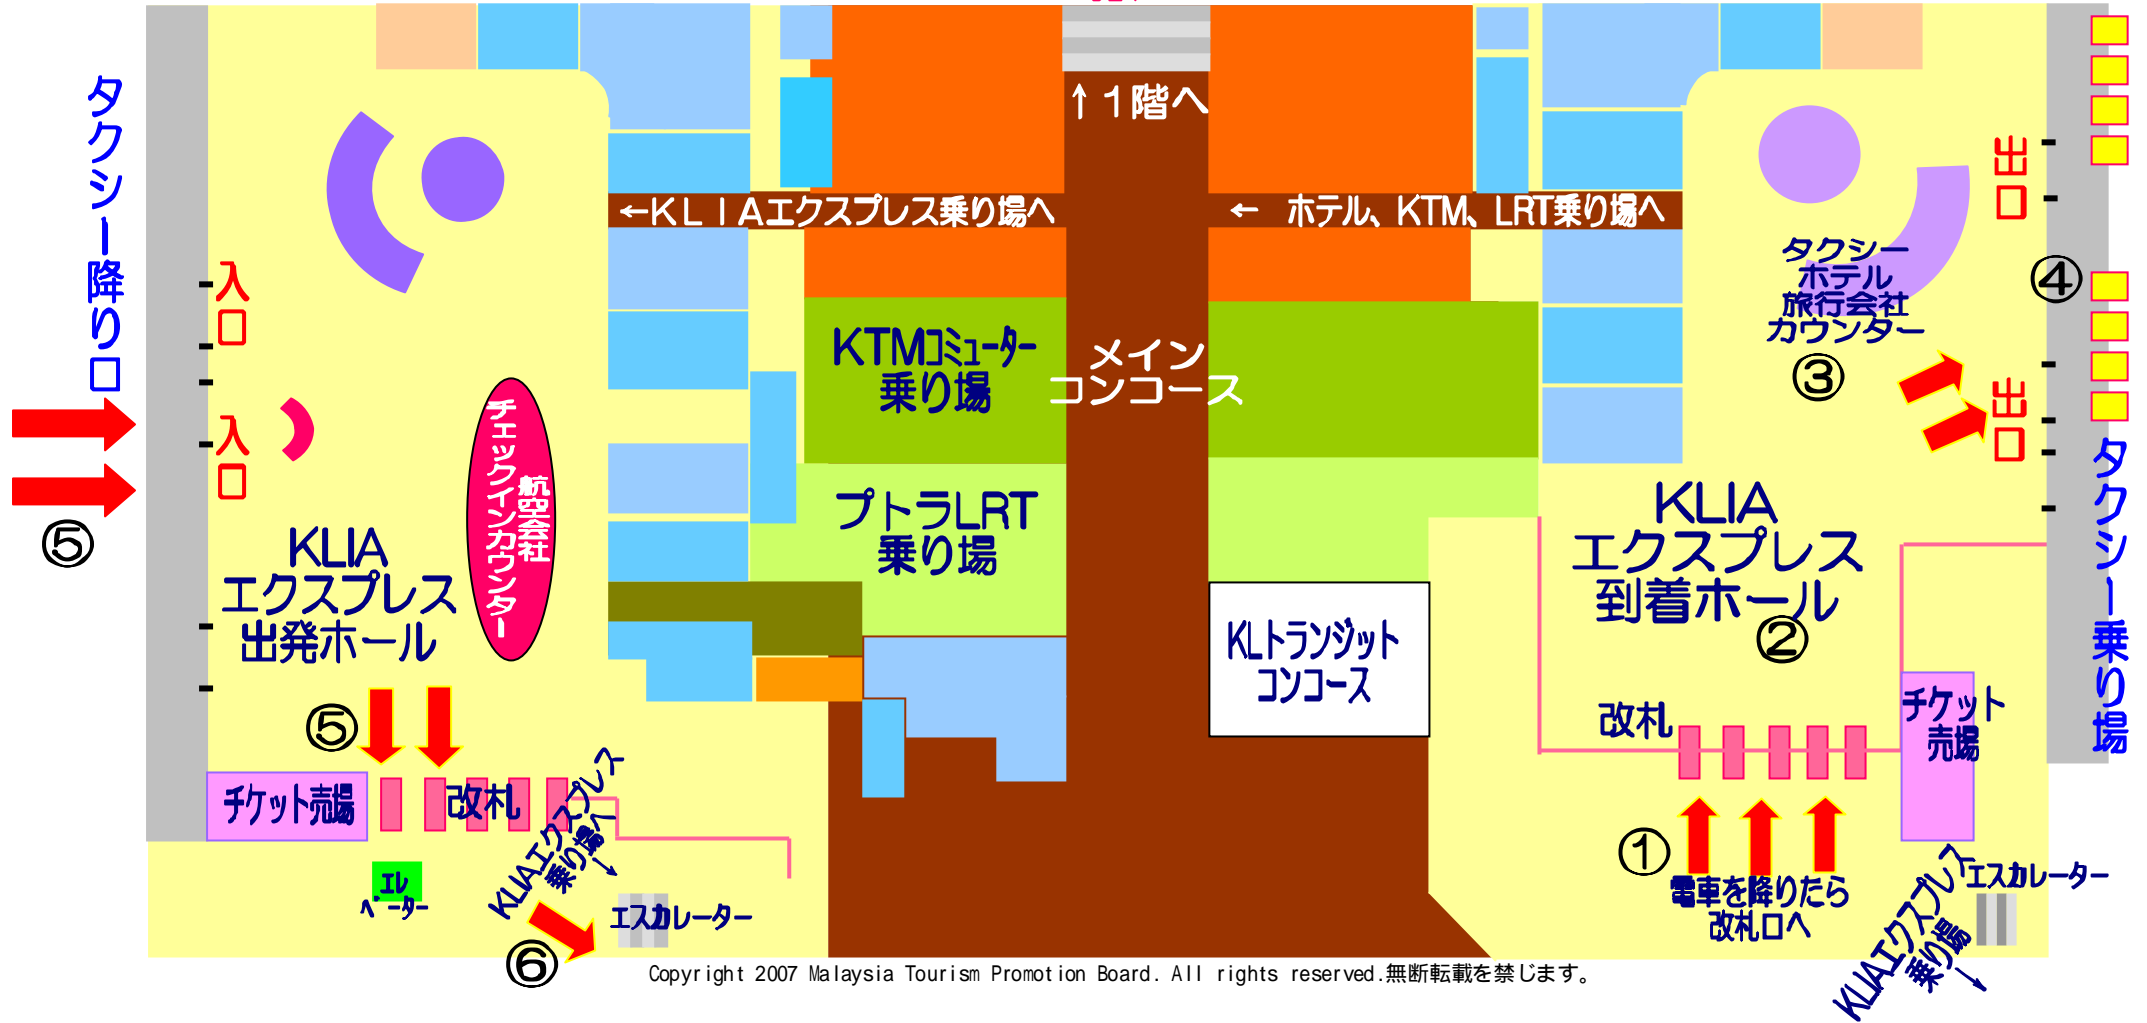 ↑1階へ
タクシー降り口
←KLIAエクスプレス乗り場へ
← ホテル、KTM、LRT乗り場へ
出口
入口
タクシー
ホテル
旅行会社
カウンター
④
③
KTMコミューター
乗り場
メイン
コンコース
出口
入口
航空会社
チェックインカウンター
⑤
KLIA
エクスプレス
出発ホール
プトラLRT
乗り場
KLIA
エクスプレス
到着ホール
②
タクシー乗り場
KLトランジット
コンコース
⑤
改札
チケット
売場
チケット売場
改札
KLIAエクスプレス
乗り場へ
→
①
エレ
ベーター
エスカレーター
⑥
電車を降りたら
改札口へ
エスカレーター
KLIAエクスプレス
乗り場
→
Copyright 2007 Malaysia Tourism Promotion Board. All rights reserved.無断転載を禁じます。